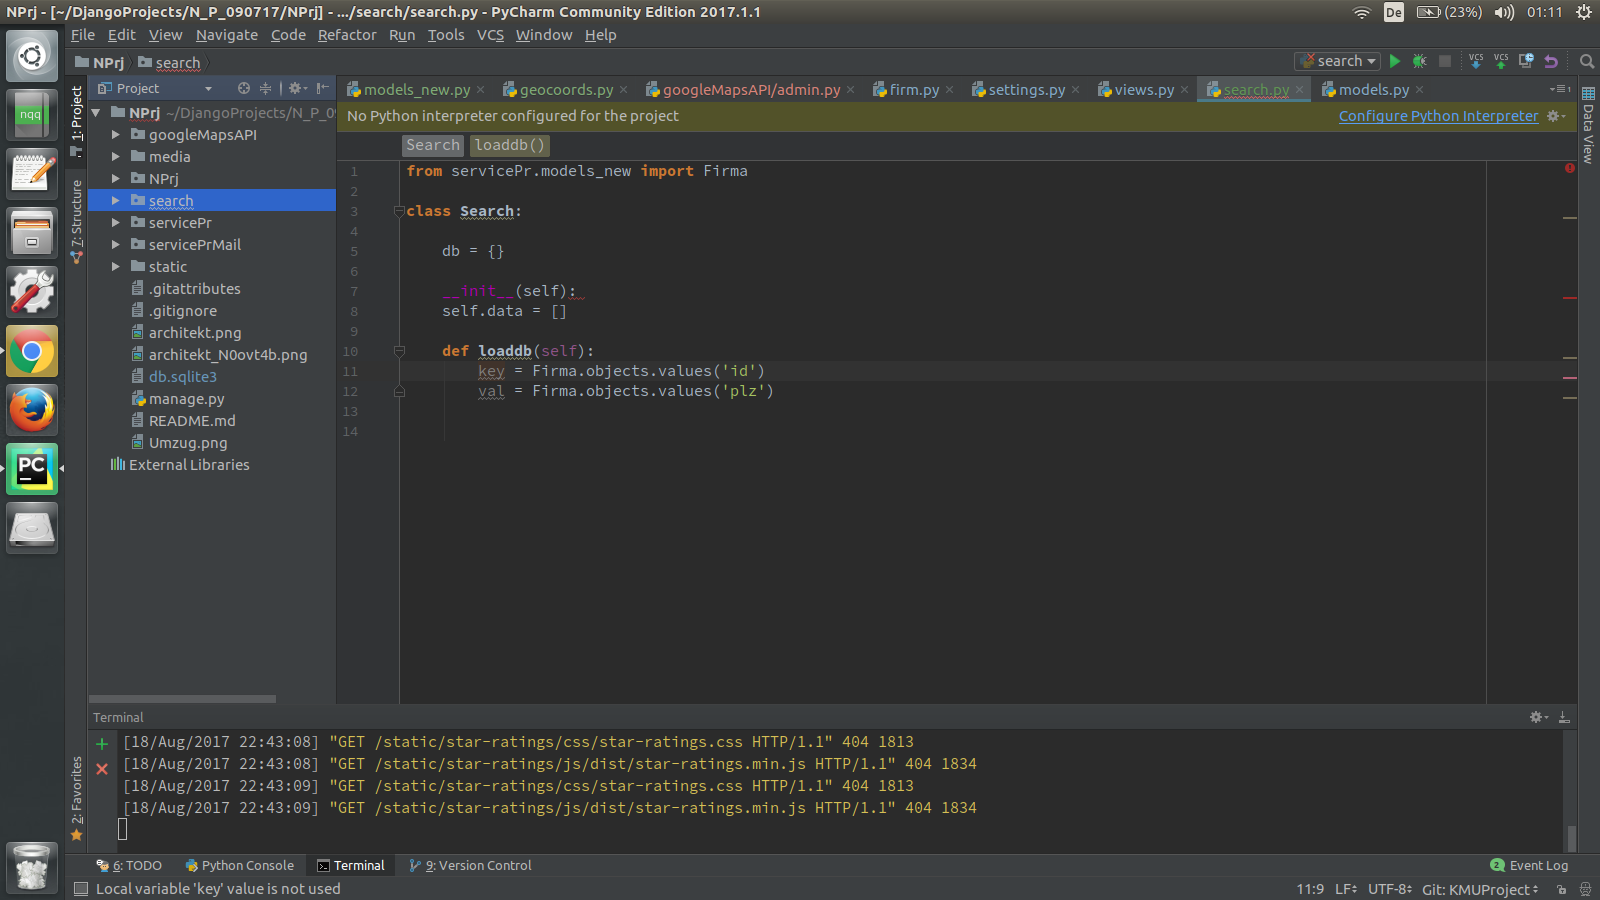 NPrj - [~/DjangoProjects/N_P_090717/NPrj] - .../search/search.py - PyCharm Community Edition 2017.1.1
De (23%) 01:11
File Edit View Navigate Code Refactor Run Tools VCS Window Help
NPrj search
search VCS VCS
Project
models_new.py geocoords.py googleMapsAPI/admin.py firm.py settings.py views.py search.py models.py
No Python interpreter configured for the project Configure Python Interpreter
Search loaddb()
1: Project
7: Structure
2: Favorites
Data View
nqq
PC
NPrj ~/DjangoProjects/N_P_09
googleMapsAPI
media
NPrj
search
servicePr
servicePrMail
static
.gitattributes
.gitignore
architekt.png
architekt_N0ovt4b.png
db.sqlite3
manage.py
README.md
Umzug.png
External Libraries
1 from servicePr.models_new import Firma
2
3 class Search:
4
5 db = {}
6
7 __init__(self):
8 self.data = []
9
10 def loaddb(self):
11 key = Firma.objects.values('id')
12 val = Firma.objects.values('plz')
13
14
Terminal
[18/Aug/2017 22:43:08] "GET /static/star-ratings/css/star-ratings.css HTTP/1.1" 404 1813
[18/Aug/2017 22:43:08] "GET /static/star-ratings/js/dist/star-ratings.min.js HTTP/1.1" 404 1834
[18/Aug/2017 22:43:09] "GET /static/star-ratings/css/star-ratings.css HTTP/1.1" 404 1813
[18/Aug/2017 22:43:09] "GET /static/star-ratings/js/dist/star-ratings.min.js HTTP/1.1" 404 1834
6: TODO Python Console Terminal 9: Version Control 2 Event Log
Local variable 'key' value is not used 11:9 LF UTF-8 Git: KMUProject